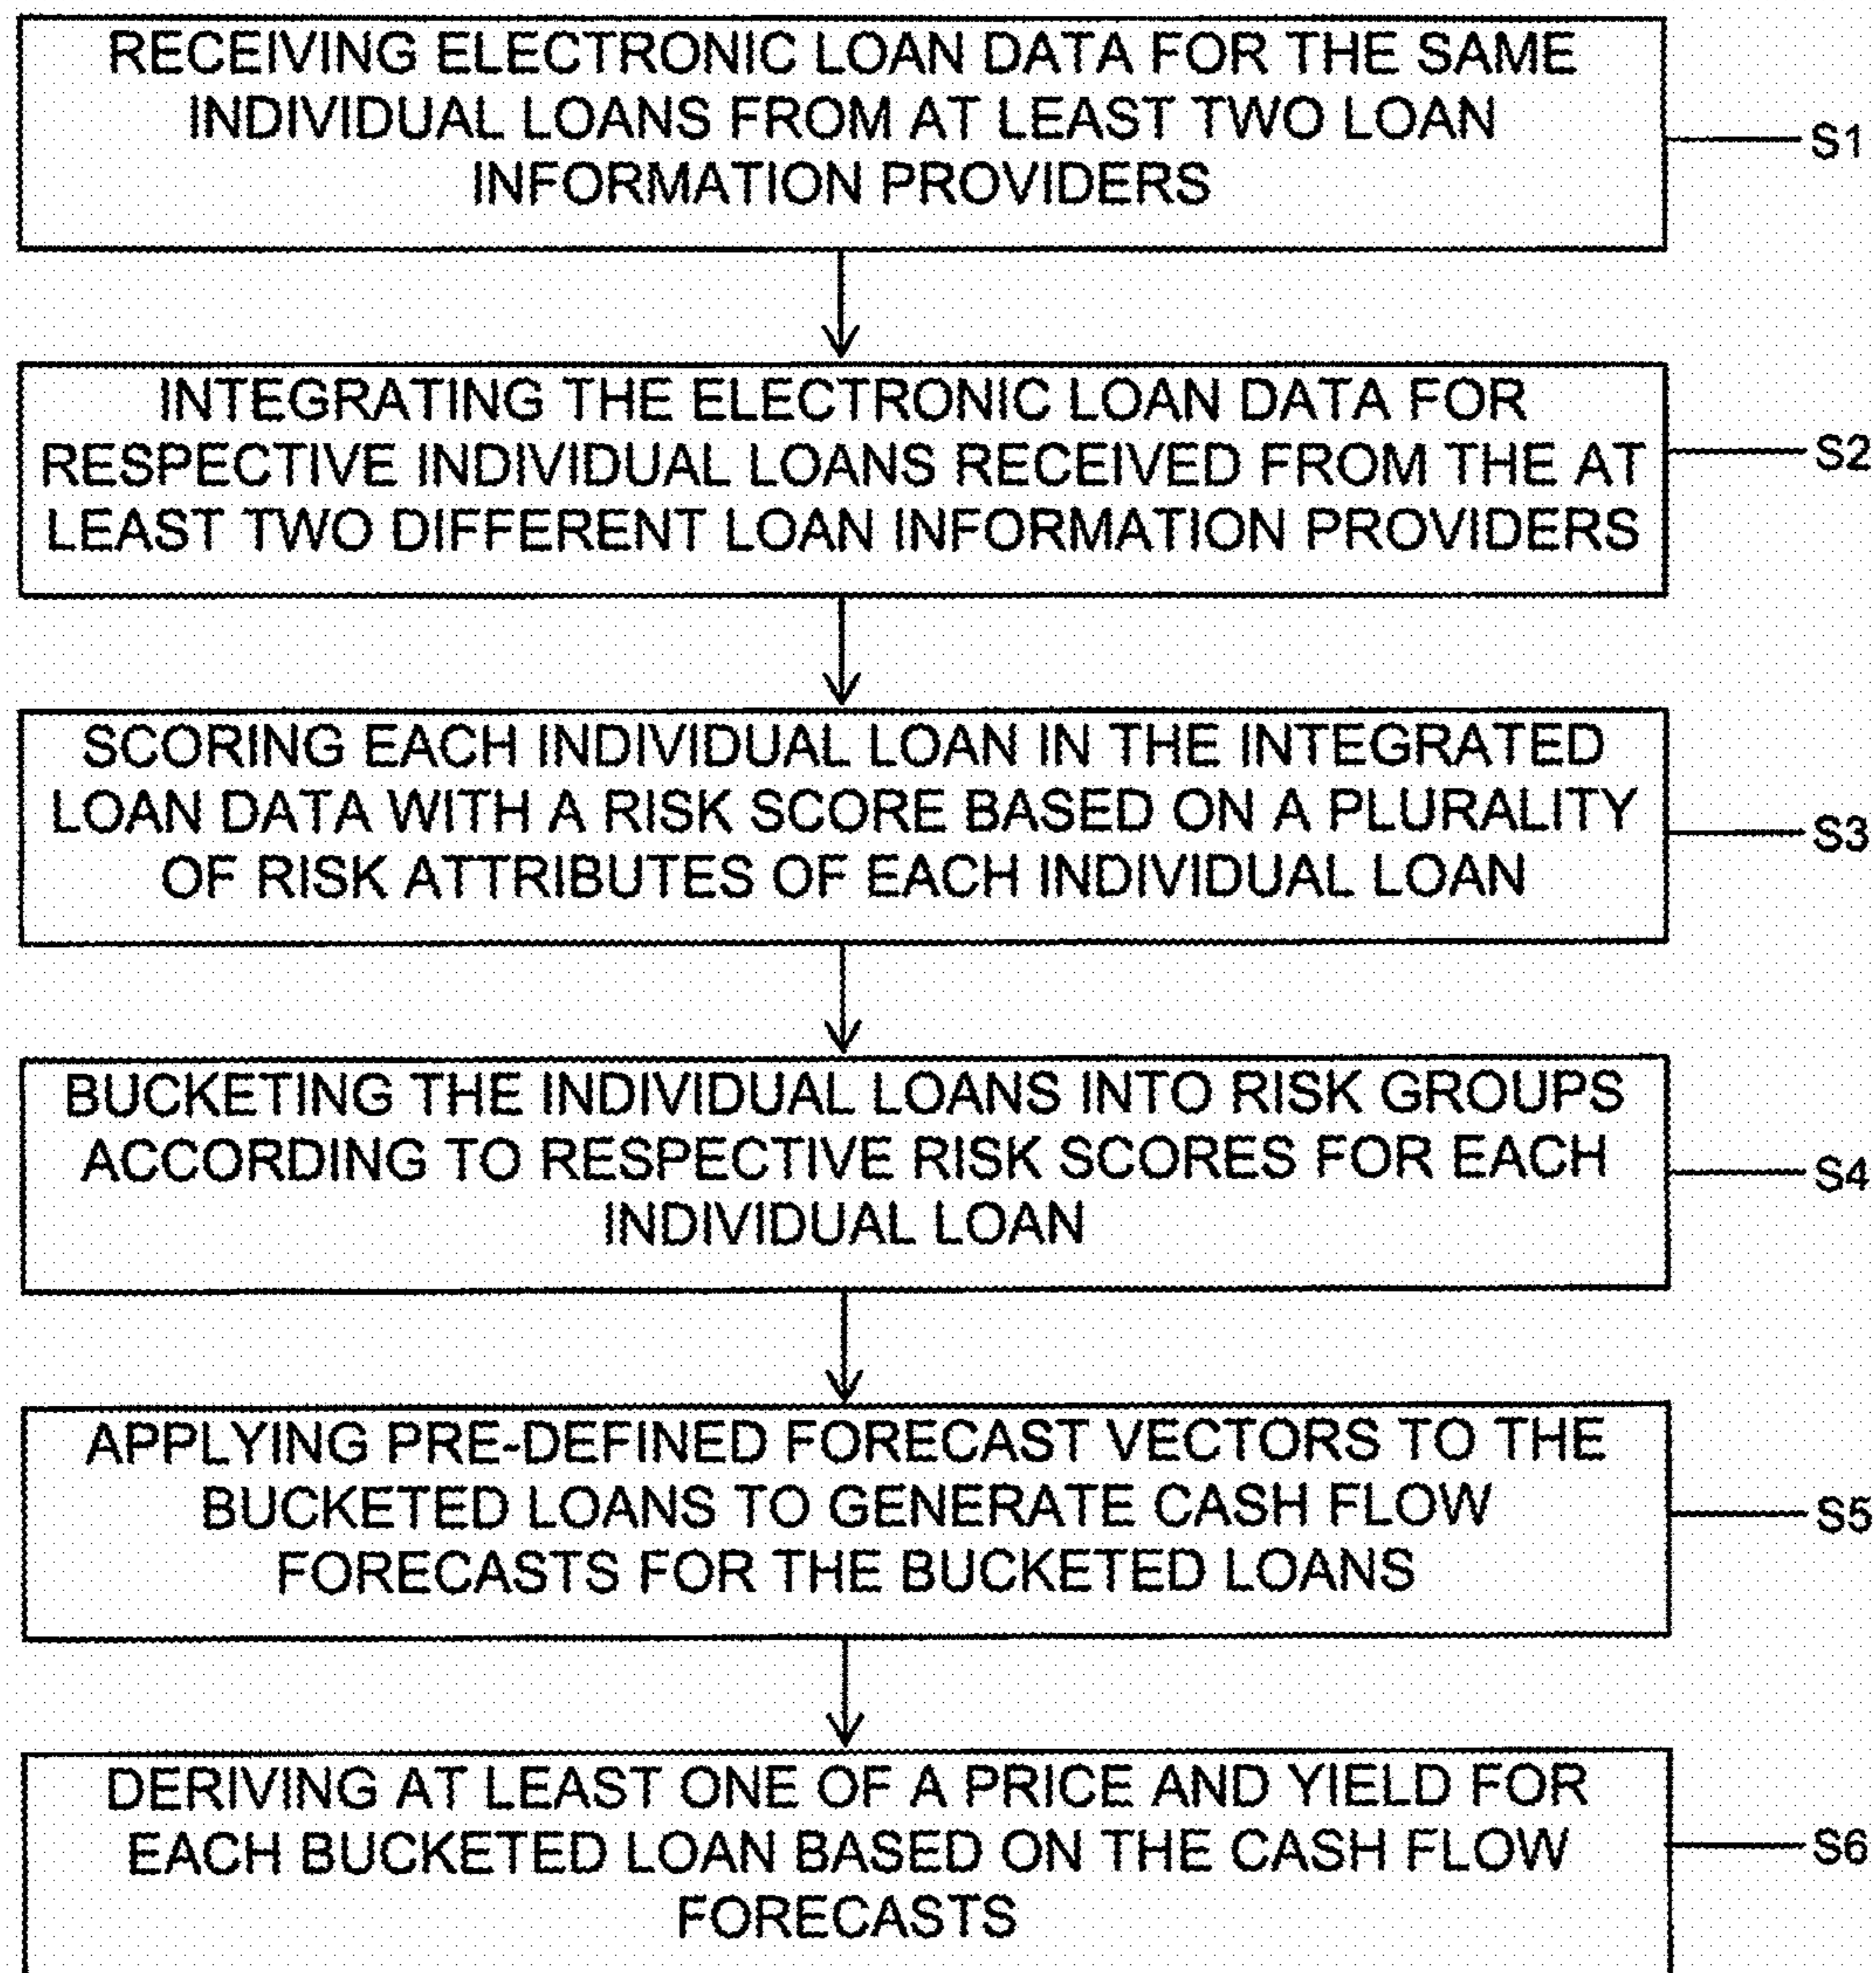 RECEIVING ELECTRONIC LOAN DATA FOR THE SAME
INDIVIDUAL LOANS FROM AT LEAST TWO LOAN
INFORMATION PROVIDERS
S1
INTEGRATING THE ELECTRONIC LOAN DATA FOR
RESPECTIVE INDIVIDUAL LOANS RECEIVED FROM THE AT
LEAST TWO DIFFERENT LOAN INFORMATION PROVIDERS
S2
SCORING EACH INDIVIDUAL LOAN IN THE INTEGRATED
LOAN DATA WITH A RISK SCORE BASED ON A PLURALITY
OF RISK ATTRIBUTES OF EACH INDIVIDUAL LOAN
S3
BUCKETING THE INDIVIDUAL LOANS INTO RISK GROUPS
ACCORDING TO RESPECTIVE RISK SCORES FOR EACH
INDIVIDUAL LOAN
S4
APPLYING PRE-DEFINED FORECAST VECTORS TO THE
BUCKETED LOANS TO GENERATE CASH FLOW
FORECASTS FOR THE BUCKETED LOANS
S5
DERIVING AT LEAST ONE OF A PRICE AND YIELD FOR
EACH BUCKETED LOAN BASED ON THE CASH FLOW
FORECASTS
S6